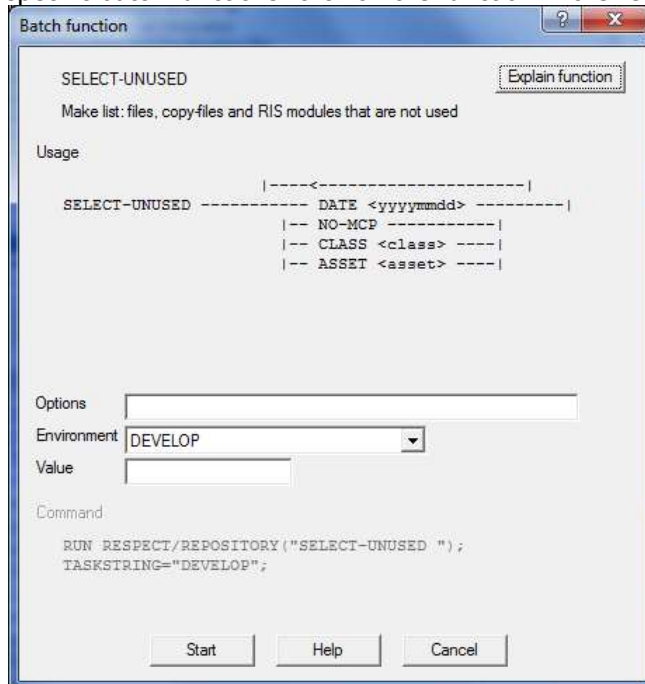 Batch function
SELECT-UNUSED
Explain function
Make list: files, copy-files and RIS modules that are not used
Usage
|----<----------------------|
SELECT-UNUSED ----------- DATE <yyyymmdd> ---------|
|-- NO-MCP -----------|
|-- CLASS <class> ----|
|-- ASSET <asset> ----|
Options
Environment DEVELOP
Value
Command
RUN RESPECT/REPOSITORY("SELECT-UNUSED ");
TASKSTRING="DEVELOP";
Start Help Cancel